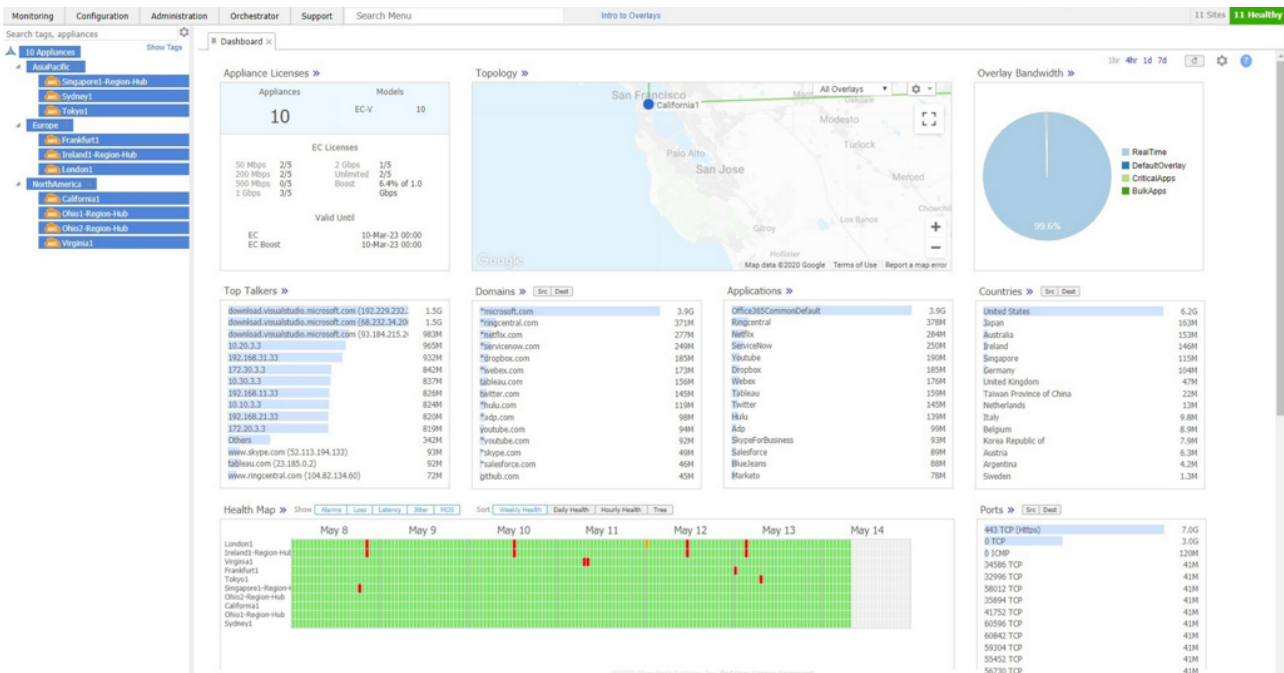 Monitoring Configuration Administration Orchestrator Support Search Menu Intro to Overlays 11 Sites 11 Healthy
Search tags, appliances
Show Tags
10 Appliances
AsiaPacific
Singapore1-Region-Hub
Sydney1
Tokyo1
Europe
Frankfurt1
Ireland1-Region-Hub
London1
NorthAmerica
California1
Ohio1-Region-Hub
Ohio2-Region-Hub
Virginia1
Dashboard ×
1hr 4hr 1d 7d
Appliance Licenses »
Appliances Models
10 EC-V 10
EC Licenses
50 Mbps 2/5 2 Gbps 1/5
200 Mbps 2/5 Unlimited 2/5
500 Mbps 0/5 Boost 6.4% of 1.0
1 Gbps 3/5 Gbps
Valid Until
EC 10-Mar-23 00:00
EC Boost 10-Mar-23 00:00
Topology »
All Overlays
San Francisco
California1
Oakdale
Modesto
Turlock
Palo Alto
San Jose
Merced
Chowchil
Los Banos
Gilroy
Hollister
Google
Map data ©2020 Google Terms of Use Report a map error
Overlay Bandwidth »
RealTime
DefaultOverlay
CriticalApps
BulkApps
99.6%
Top Talkers »
download.visualstudio.microsoft.com (192.229.232. 1.5G
download.visualstudio.microsoft.com (68.232.34.20 1.5G
download.visualstudio.microsoft.com (93.184.215.2 983M
10.20.3.3 965M
192.168.31.33 932M
172.30.3.3 842M
10.30.3.3 837M
192.168.11.33 826M
10.10.3.3 824M
192.168.21.33 820M
172.20.3.3 819M
Others 342M
www.skype.com (52.113.194.133) 93M
tableau.com (23.185.0.2) 92M
www.ringcentral.com (104.82.134.60) 72M
Domains » Src Dest
*microsoft.com 3.9G
*ringcentral.com 371M
*netflix.com 277M
*servicenow.com 249M
*dropbox.com 185M
*webex.com 173M
tableau.com 156M
twitter.com 145M
*hulu.com 119M
*adp.com 98M
youtube.com 94M
*youtube.com 92M
*skype.com 49M
*salesforce.com 46M
github.com 45M
Applications »
Office365CommonDefault 3.9G
Ringcentral 378M
Netflix 284M
ServiceNow 250M
Youtube 190M
Dropbox 185M
Webex 176M
Tableau 159M
Twitter 145M
Hulu 139M
Adp 99M
SkypeForBusiness 93M
Salesforce 89M
BlueJeans 88M
Marketo 78M
Countries » Src Dest
United States 6.2G
Japan 163M
Australia 153M
Ireland 146M
Singapore 115M
Germany 104M
United Kingdom 47M
Taiwan Province of China 22M
Netherlands 13M
Italy 9.8M
Belgium 8.9M
Korea Republic of 7.9M
Austria 6.3M
Argentina 4.2M
Sweden 1.3M
Health Map » Show Alarms Loss Latency Jitter MOS Sort Weekly Health Daily Health Hourly Health Tree
May 8 May 9 May 10 May 11 May 12 May 13 May 14
London1
Ireland1-Region-Hub
Virginia1
Frankfurt1
Tokyo1
Singapore1-Region-H
Ohio2-Region-Hub
California1
Ohio1-Region-Hub
Sydney1
Ports » Src Dest
443 TCP (Https) 7.0G
0 TCP 3.0G
0 ICMP 120M
34586 TCP 41M
32996 TCP 41M
58012 TCP 41M
35894 TCP 41M
41752 TCP 41M
60596 TCP 41M
60842 TCP 41M
59304 TCP 41M
55452 TCP 41M
56730 TCP 41M